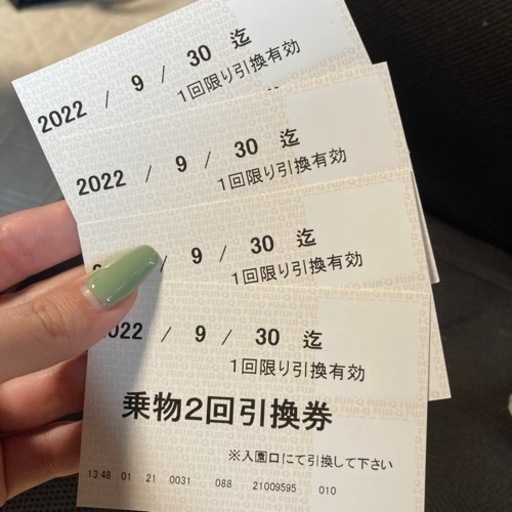 2022 / 9 / 30 迄
1回限り引換有効
2022 / 9 / 30 迄
1回限り引換有効
9 / 30 迄
1回限り引換有効
022 / 9 / 30 迄
1回限り引換有効
乗物2回引換券
※入園口にて引換して下さい
13:48 01 21 0031 088 21009595 010